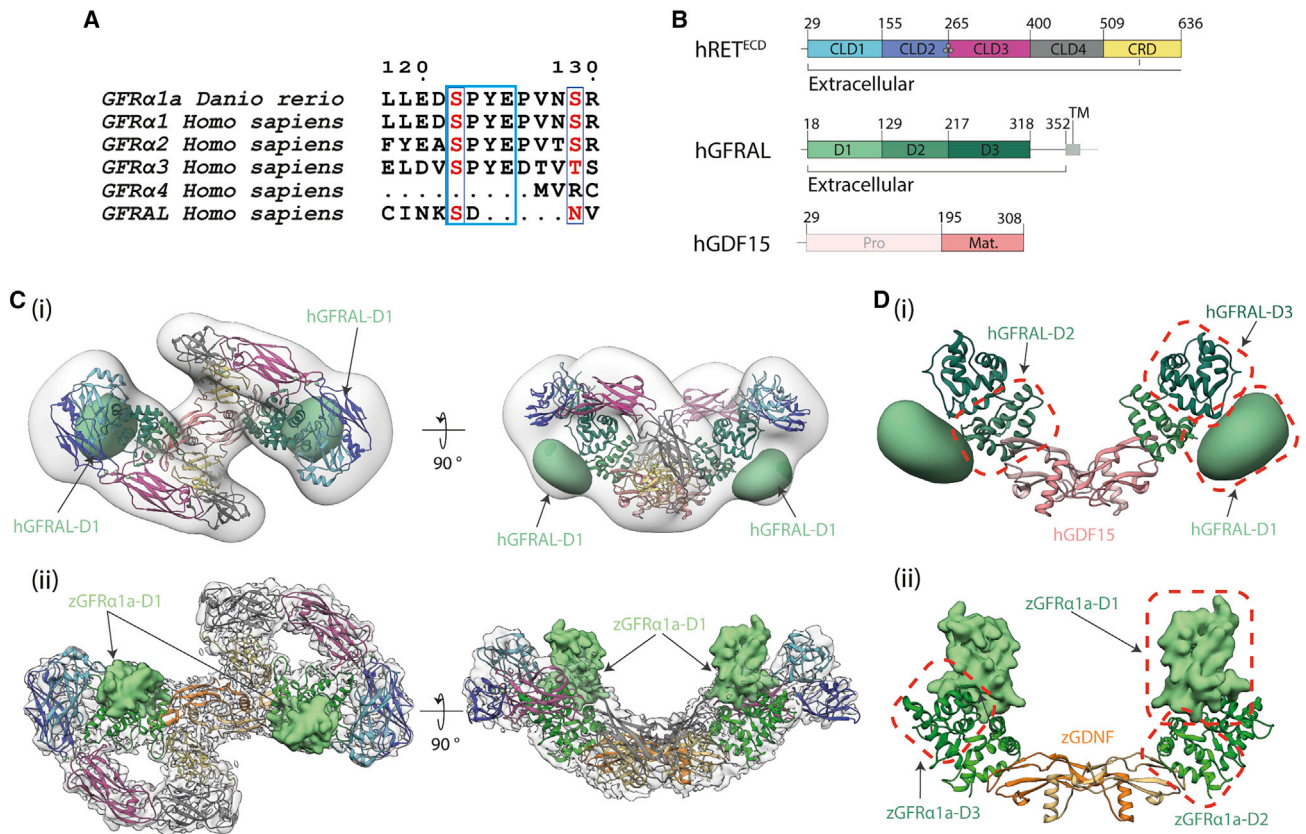 A
120 130
GFRα1a Danio rerio LLEDSPYEPVNSR
GFRα1 Homo sapiens LLEDSPYEPVNSR
GFRα2 Homo sapiens FYEASPYEPVTSR
GFRα3 Homo sapiens ELDVSPYEDTVTS
GFRα4 Homo sapiens .........MVRC
GFRAL Homo sapiens CINKSD.....NV
B
29 155 265 400 509 636
hRETECD CLD1 CLD2 CLD3 CLD4 CRD
Extracellular
18 129 217 318 352 TM
hGFRAL D1 D2 D3
Extracellular
29 195 308
hGDF15 Pro Mat.
C (i)
hGFRAL-D1
hGFRAL-D1
90 °
hGFRAL-D1
hGFRAL-D1
(ii)
zGFRα1a-D1
90 °
zGFRα1a-D1
D (i)
hGFRAL-D3
hGFRAL-D2
hGDF15
hGFRAL-D1
(ii)
zGFRα1a-D1
zGDNF
zGFRα1a-D3
zGFRα1a-D2